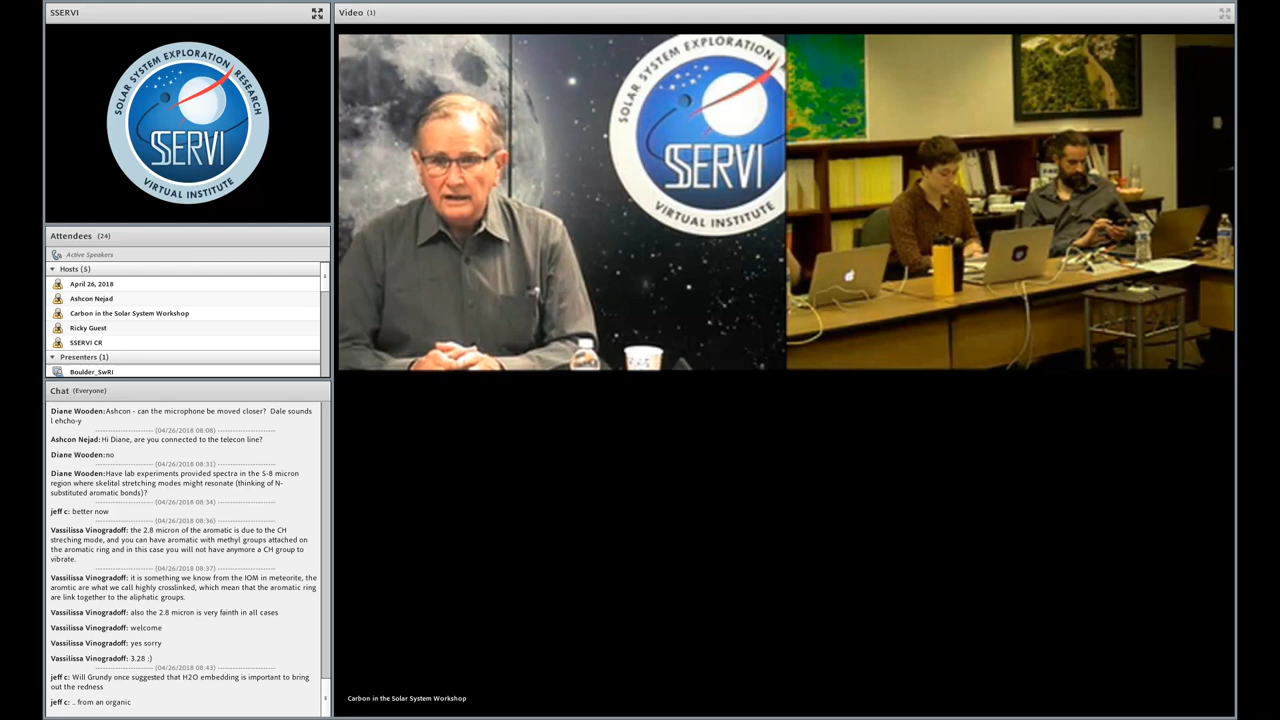 SSERVI
SOLAR SYSTEM EXPLORATION RESEARCH
SSERVI
VIRTUAL INSTITUTE
Attendees (24)
Active Speakers
Hosts (5)
April 26, 2018
Ashcon Nejad
Carbon in the Solar System Workshop
Ricky Guest
SSERVI CR
Presenters (1)
Boulder_SwRI
Chat (Everyone)
Diane Wooden:Ashcon - can the microphone be moved closer? Dale sounds
l ehcho-y
------------------ (04/26/2018 08:08) ------------------
Ashcon Nejad: Hi Diane, are you connected to the telecon line?
Diane Wooden:no
------------------ (04/26/2018 08:31) ------------------
Diane Wooden:Have lab experiments provided spectra in the 5-8 micron
region where skelital stretching modes might resonate (thinking of N-
substituted aromatic bonds)?
------------------ (04/26/2018 08:34) ------------------
jeff c: better now
------------------ (04/26/2018 08:36) ------------------
Vassilissa Vinogradoff: the 2.8 micron of the aromatic is due to the CH
streching mode, and you can have aromatic with methyl groups attached on
the aromatic ring and in this case you will not have anymore a CH group to
vibrate.
------------------ (04/26/2018 08:37) ------------------
Vassilissa Vinogradoff: it is something we know from the IOM in meteorite, the
aromtic are what we call highly crosslinked, which mean that the aromatic ring
are link together to the aliphatic groups.
Vassilissa Vinogradoff: also the 2.8 micron is very fainth in all cases
Vassilissa Vinogradoff: welcome
Vassilissa Vinogradoff: yes sorry
Vassilissa Vinogradoff: 3.28 :)
------------------ (04/26/2018 08:43) ------------------
jeff c: Will Grundy once suggested that H2O embedding is important to bring
out the redness
jeff c: .. from an organic
Video (1)
SOLAR SYSTEM EXPLORATION
SSERVI
VIRTUAL INSTITUTE
Carbon in the Solar System Workshop